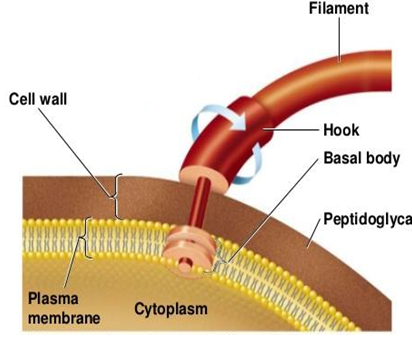 Filament
Cell wall
Hook
Basal body
Peptidoglyca
Plasma
membrane
Cytoplasm